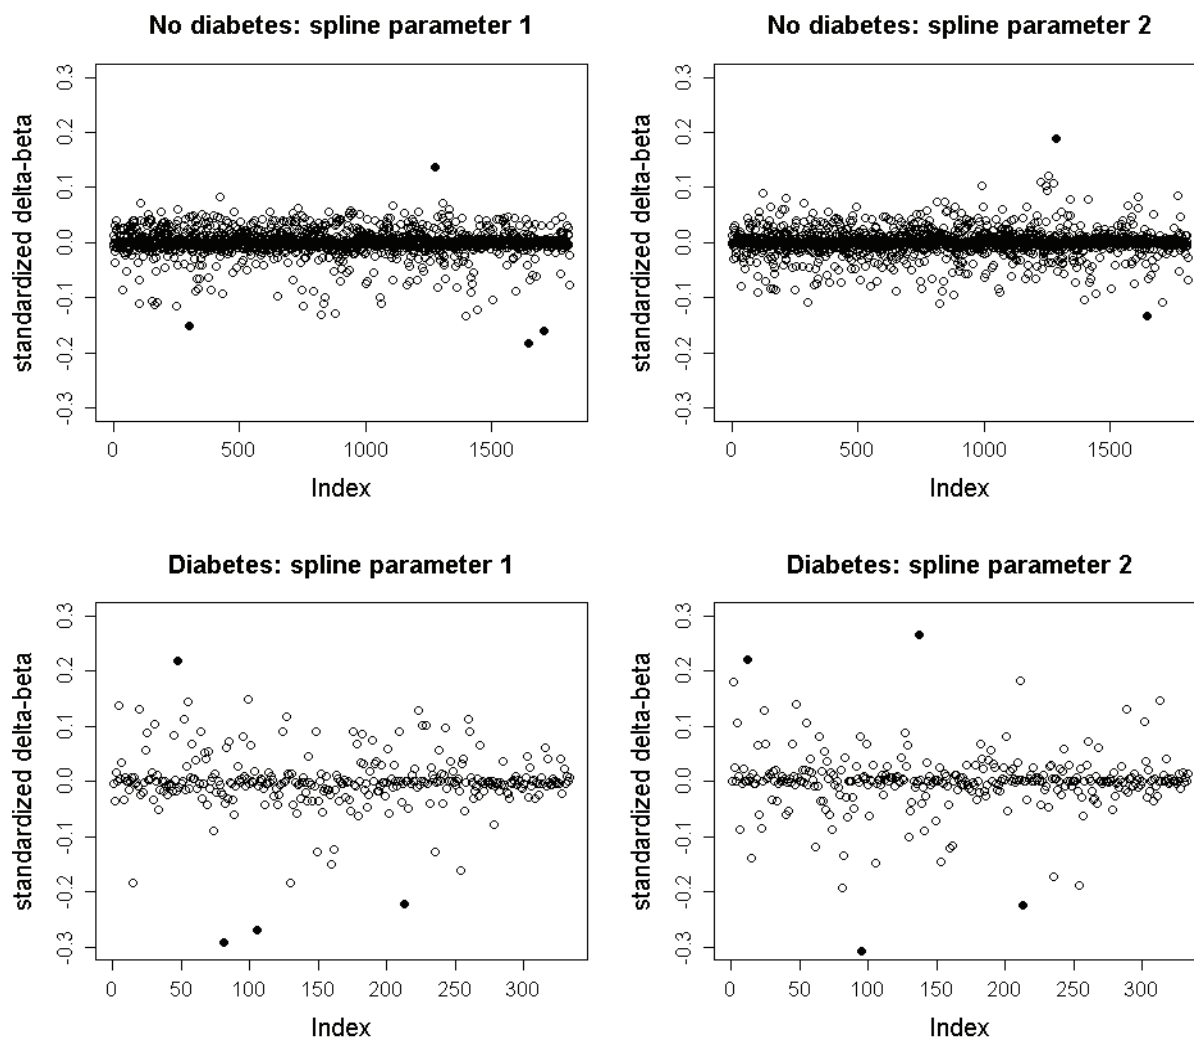 No diabetes: spline parameter 1
standardized delta-beta
0.3
0.2
0.1
0.0
-0.1
-0.2
-0.3
0 500 1000 1500
Index
No diabetes: spline parameter 2
standardized delta-beta
0.3
0.2
0.1
0.0
-0.1
-0.2
-0.3
0 500 1000 1500
Index
Diabetes: spline parameter 1
standardized delta-beta
0.3
0.2
0.1
0.0
-0.1
-0.2
-0.3
0 50 100 150 200 250 300
Index
Diabetes: spline parameter 2
standardized delta-beta
0.3
0.2
0.1
0.0
-0.1
-0.2
-0.3
0 50 100 150 200 250 300
Index